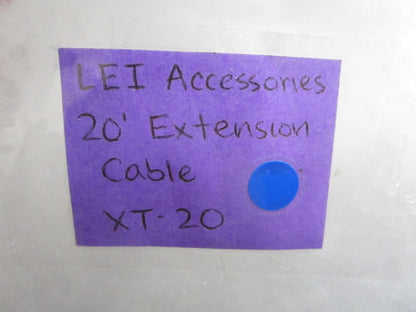 LEI Accessories
20' Extension
Cable
XT-20